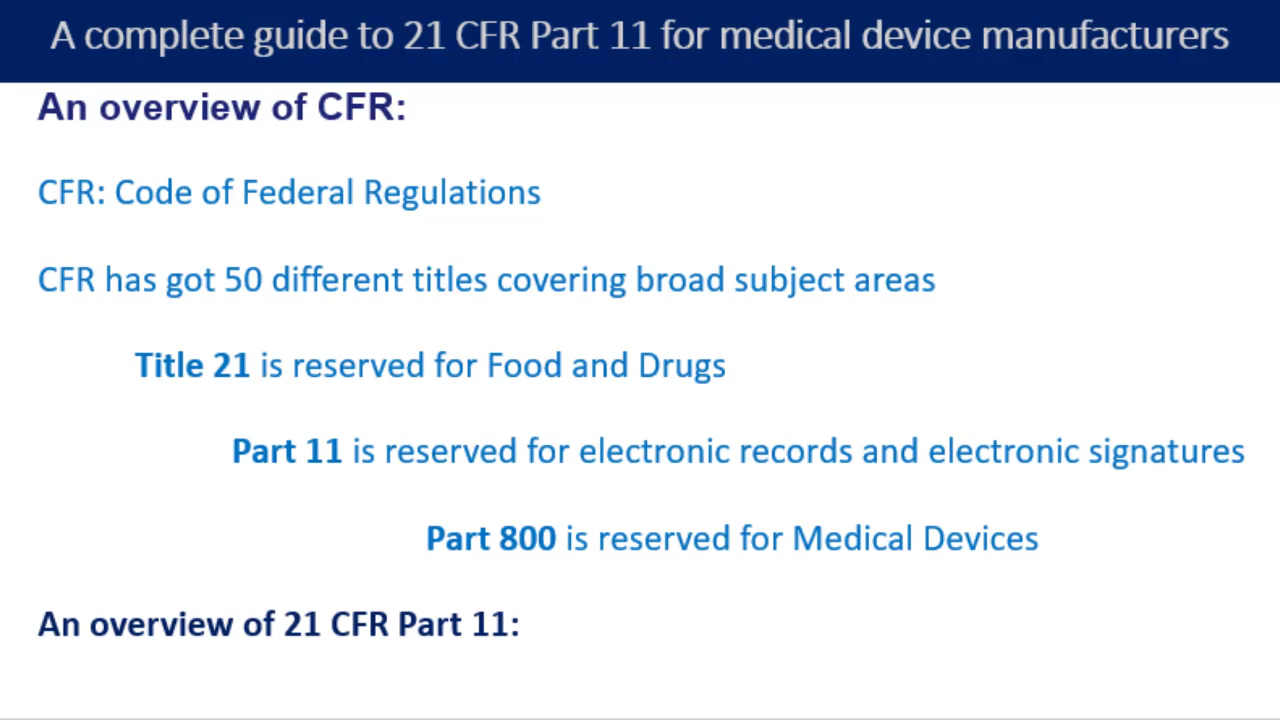 A complete guide to 21 CFR Part 11 for medical device manufacturers
An overview of CFR:
CFR: Code of Federal Regulations
CFR has got 50 different titles covering broad subject areas
Title 21 is reserved for Food and Drugs
Part 11 is reserved for electronic records and electronic signatures
Part 800 is reserved for Medical Devices
An overview of 21 CFR Part 11: